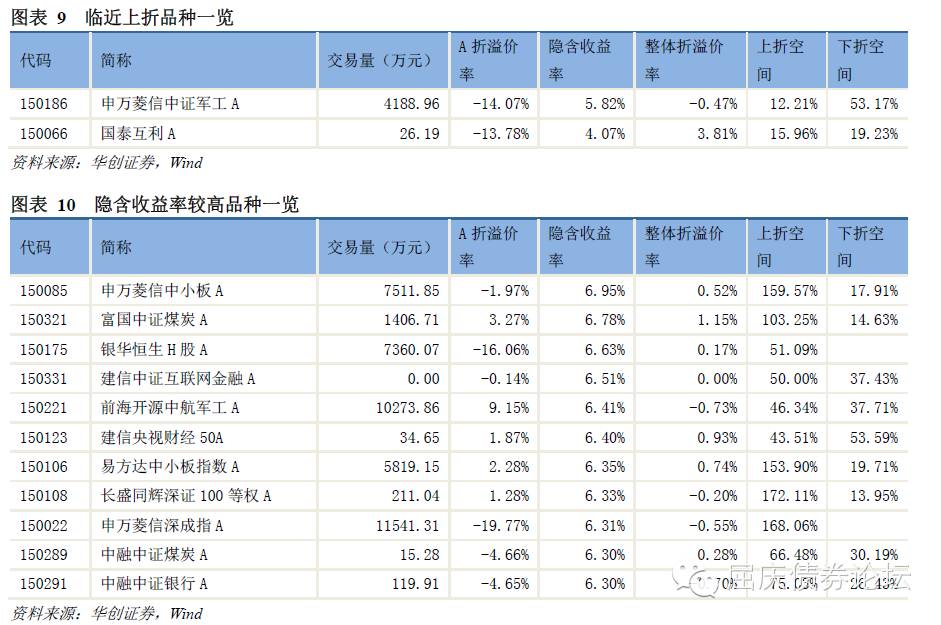 图表 9 临近上折品种一览
代码 简称 交易量（万元） A 折溢价率 隐含收益率 整体折溢价率 上折空间 下折空间
150186 申万菱信中证军工 A 4188.96 -14.07% 5.82% -0.47% 12.21% 53.17%
150066 国泰互利 A 26.19 -13.78% 4.07% 3.81% 15.96% 19.23%
资料来源：华创证券，Wind
图表 10 隐含收益率较高品种一览
代码 简称 交易量（万元） A 折溢价率 隐含收益率 整体折溢价率 上折空间 下折空间
150085 申万菱信中小板 A 7511.85 -1.97% 6.95% 0.52% 159.57% 17.91%
150321 富国中证煤炭 A 1406.71 3.27% 6.78% 1.15% 103.25% 14.63%
150175 银华恒生 H 股 A 7360.07 -16.06% 6.63% 0.17% 51.09%
150331 建信中证互联网金融 A 0.00 -0.14% 6.51% 0.00% 50.00% 37.43%
150221 前海开源中航军工 A 10273.86 9.15% 6.41% -0.73% 46.34% 37.71%
150123 建信央视财经 50A 34.65 1.87% 6.40% 0.93% 43.51% 53.59%
150106 易方达中小板指数 A 5819.15 2.28% 6.35% 0.74% 153.90% 19.71%
150108 长盛同辉深证 100 等权 A 211.04 1.28% 6.33% -0.20% 172.11% 13.95%
150022 申万菱信深成指 A 11541.31 -19.77% 6.31% -0.55% 168.06%
150289 中融中证煤炭 A 15.28 -4.66% 6.30% 0.28% 66.48% 30.19%
150291 中融中证银行 A 119.91 -4.65% 6.30%
屈庆债券论坛
资料来源：华创证券，Wind